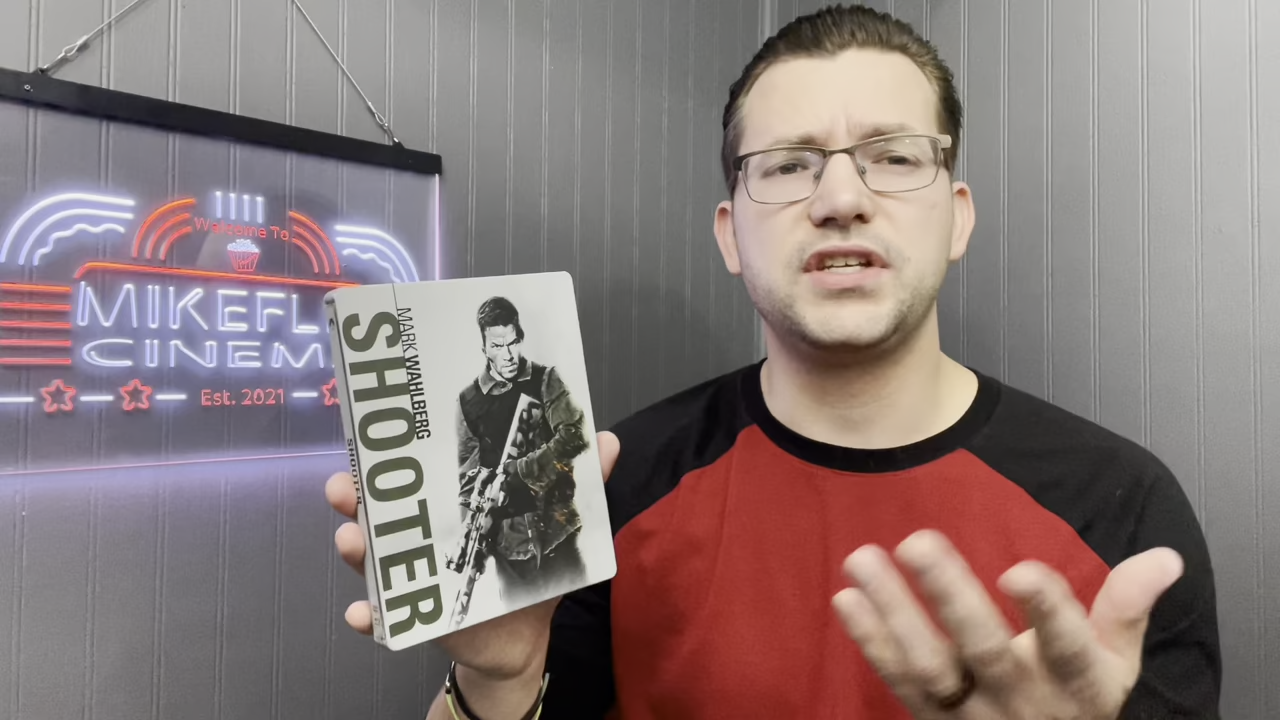 Welcome To
MIKEFL
CINEM
Est. 2021
MARK WAHLBERG
SHOOTER
SHOOTER